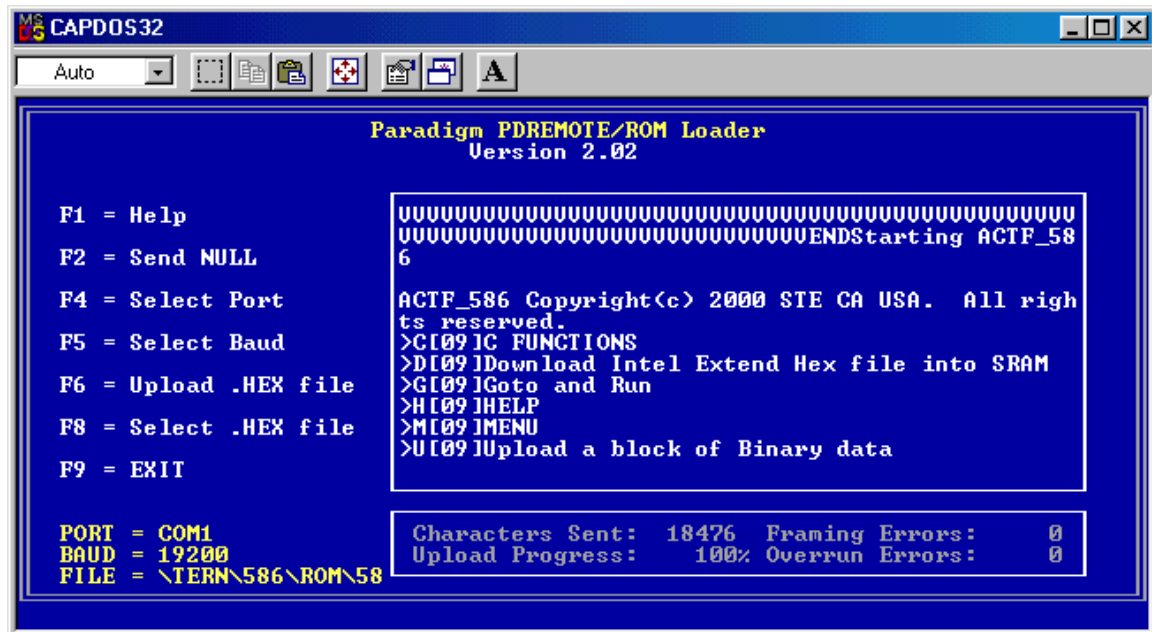 CAPDOS32
Auto
A
Paradigm PDREMOTE/ROM Loader
Version 2.02
F1 = Help
F2 = Send NULL
F4 = Select Port
F5 = Select Baud
F6 = Upload .HEX file
F8 = Select .HEX file
F9 = EXIT
VVVVVVVVVVVVVVVVVVVVVVVVVVVVVVVVVVVVVVVVVVVVVVVV
VVVVVVVVVVVVVVVVVVVVVVVVVVVVVENDStarting ACTF_58
6
ACTF_586 Copyright(c) 2000 STE CA USA.  All righ
ts reserved.
>C[09]C FUNCTIONS
>D[09]Download Intel Extend Hex file into SRAM
>G[09]Goto and Run
>H[09]HELP
>M[09]MENU
>U[09]Upload a block of Binary data
PORT = COM1
BAUD = 19200
FILE = \TERN\586\ROM\58
Characters Sent: 18476 Framing Errors: 0
Upload Progress: 100% Overrun Errors: 0